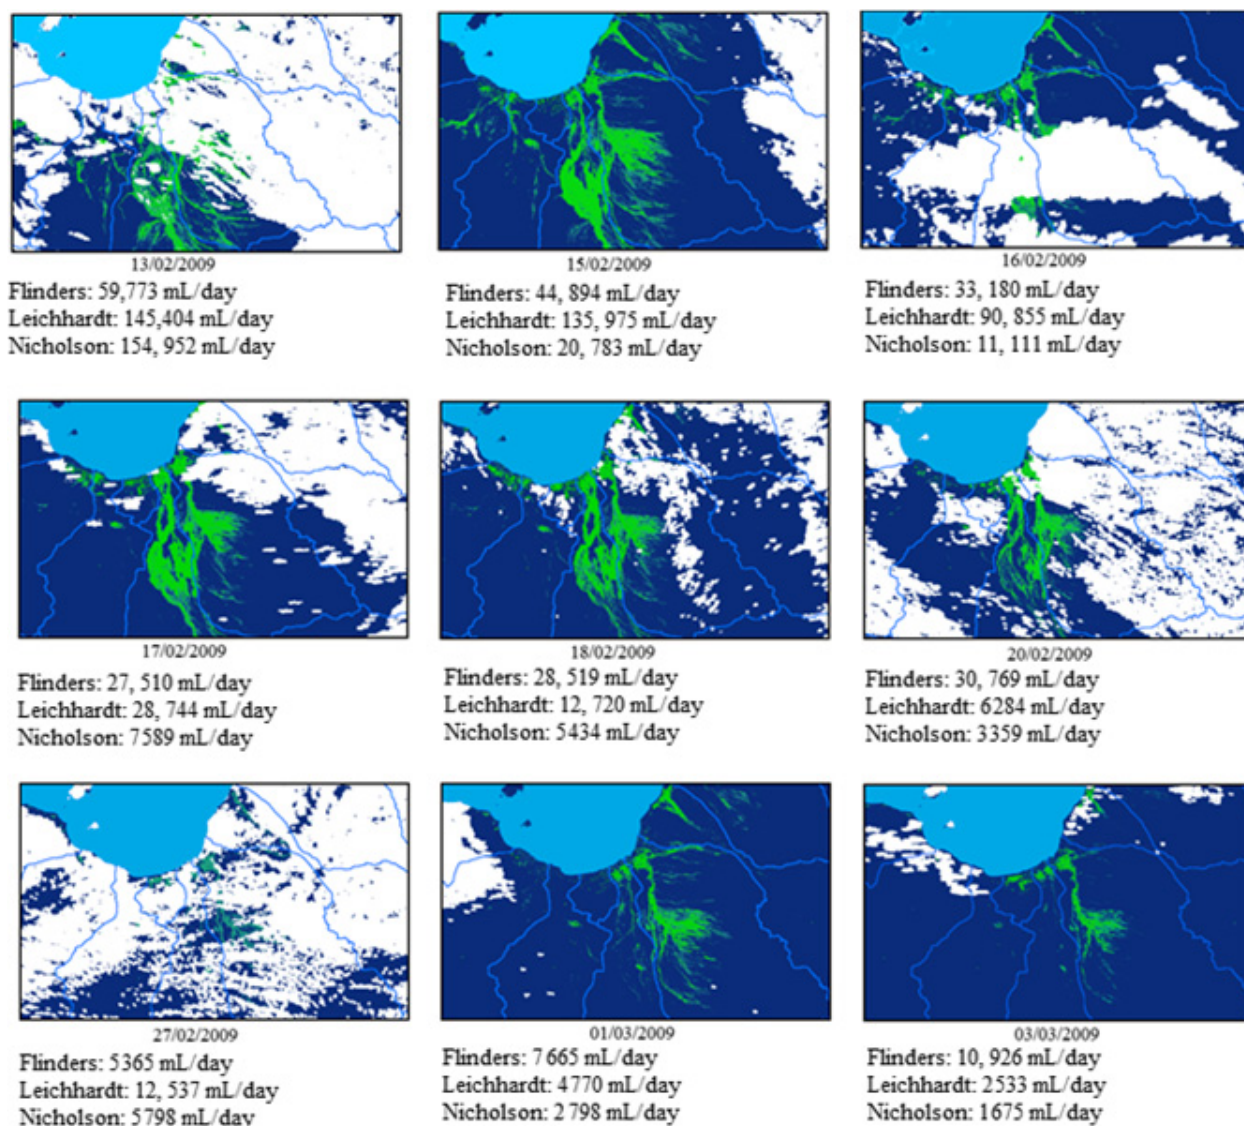 13/02/2009
Flinders: 59,773 mL/day
Leichhardt: 145,404 mL/day
Nicholson: 154, 952 mL/day
15/02/2009
Flinders: 44, 894 mL/day
Leichhardt: 135, 975 mL/day
Nicholson: 20, 783 mL/day
16/02/2009
Flinders: 33, 180 mL/day
Leichhardt: 90, 855 mL/day
Nicholson: 11, 111 mL/day
17/02/2009
Flinders: 27, 510 mL/day
Leichhardt: 28, 744 mL/day
Nicholson: 7589 mL/day
18/02/2009
Flinders: 28, 519 mL/day
Leichhardt: 12, 720 mL/day
Nicholson: 5434 mL/day
20/02/2009
Flinders: 30, 769 mL/day
Leichhardt: 6284 mL/day
Nicholson: 3359 mL/day
27/02/2009
Flinders: 5365 mL/day
Leichhardt: 12, 537 mL/day
Nicholson: 5798 mL/day
01/03/2009
Flinders: 7 665 mL/day
Leichhardt: 4770 mL/day
Nicholson: 2 798 mL/day
03/03/2009
Flinders: 10, 926 mL/day
Leichhardt: 2533 mL/day
Nicholson: 1675 mL/day